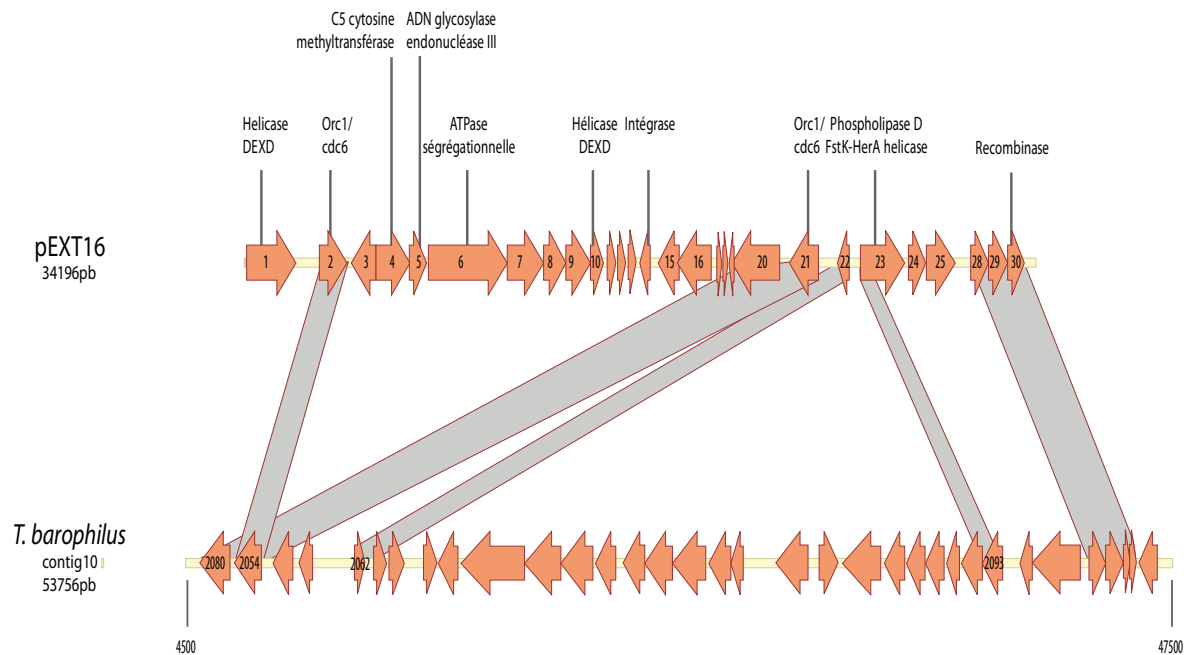 C5 cytosine
methyltransférase
ADN glycosylase
endonucléase III
Helicase
DEXD
Orc1/
cdc6
ATPase
ségrégationnelle
Hélicase
DEXD
Intégrase
Orc1/
cdc6
Phospholipase D
FstK-HerA helicase
Recombinase
pEXT16
34196pb
1
2
3
4
5
6
7
8
9
10
15
16
20
21
22
23
24
25
28
29
30
T. barophilus
contig10
53756pb
2080
2054
2062
2093
4500
47500